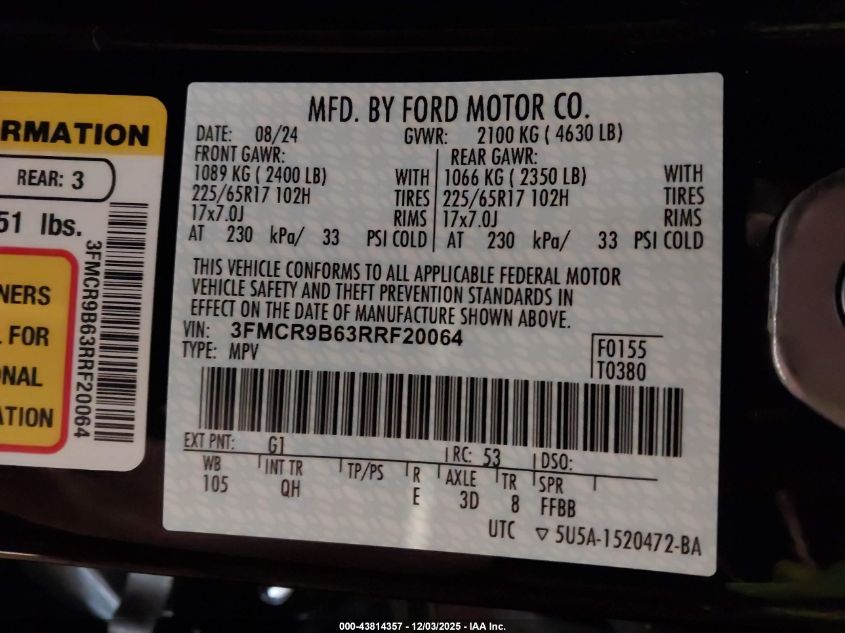 RMATION
REAR: 3
51 lbs.
NERS
FOR
ONAL
ATION
3FMCR9B63RRF20064
MFD. BY FORD MOTOR CO.
DATE: 08/24 GVWR: 2100 KG ( 4630 LB)
FRONT GAWR: REAR GAWR:
1089 KG ( 2400 LB) WITH 1066 KG ( 2350 LB) WITH
225/65R17 102H TIRES 225/65R17 102H TIRES
17x7.0J RIMS 17x7.0J RIMS
AT 230 kPa/ 33 PSI COLD AT 230 kPa/ 33 PSI COLD
THIS VEHICLE CONFORMS TO ALL APPLICABLE FEDERAL MOTOR
VEHICLE SAFETY AND THEFT PREVENTION STANDARDS IN
EFFECT ON THE DATE OF MANUFACTURE SHOWN ABOVE.
VIN: 3FMCR9B63RRF20064
TYPE: MPV
F0155
T0380
EXT PNT: G1 RC: 53 DSO:
WB INT TR TP/PS R AXLE TR SPR
105 QH E 3D 8 FFBB
UTC ▽ 5U5A-1520472-BA
000-43814357 - 12/03/2025 - IAA Inc.